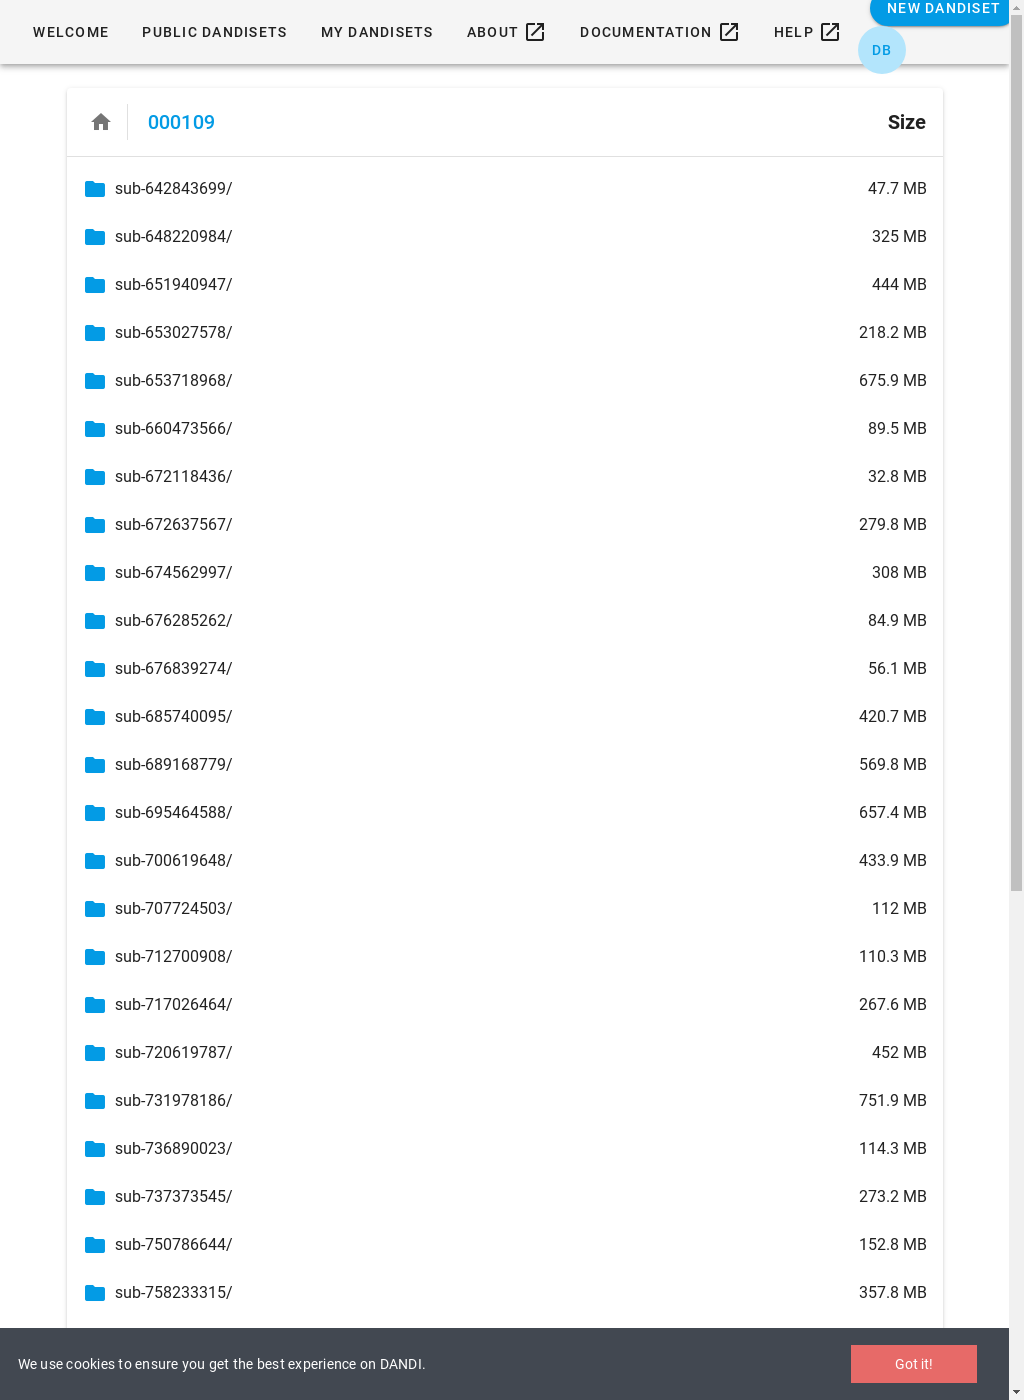 NEW DANDISET
WELCOME PUBLIC DANDISETS MY DANDISETS ABOUT DOCUMENTATION HELP
DB
000109 Size
sub-642843699/ 47.7 MB
sub-648220984/ 325 MB
sub-651940947/ 444 MB
sub-653027578/ 218.2 MB
sub-653718968/ 675.9 MB
sub-660473566/ 89.5 MB
sub-672118436/ 32.8 MB
sub-672637567/ 279.8 MB
sub-674562997/ 308 MB
sub-676285262/ 84.9 MB
sub-676839274/ 56.1 MB
sub-685740095/ 420.7 MB
sub-689168779/ 569.8 MB
sub-695464588/ 657.4 MB
sub-700619648/ 433.9 MB
sub-707724503/ 112 MB
sub-712700908/ 110.3 MB
sub-717026464/ 267.6 MB
sub-720619787/ 452 MB
sub-731978186/ 751.9 MB
sub-736890023/ 114.3 MB
sub-737373545/ 273.2 MB
sub-750786644/ 152.8 MB
sub-758233315/ 357.8 MB
We use cookies to ensure you get the best experience on DANDI. Got it!